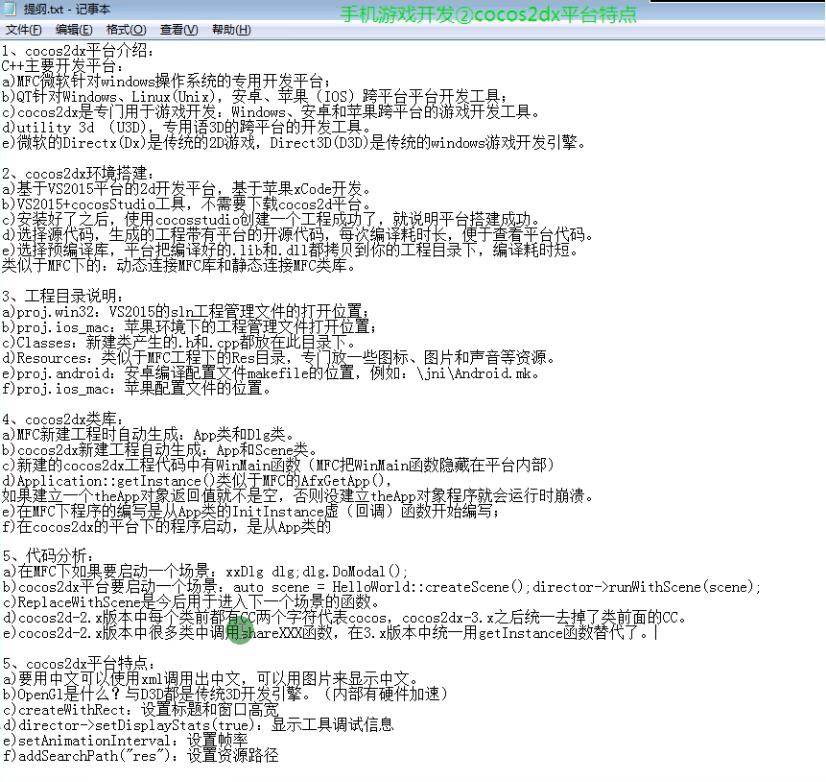 提纲.txt - 记事本
手机游戏开发②cocos2dx平台特点
文件(F) 编辑(E) 格式(O) 查看(V) 帮助(H)
1、cocos2dx平台介绍：
C++主要开发平台：
a)MFC微软针对windows操作系统的专用开发平台；
b)QT针对Windows、Linux(Unix)，安卓、苹果（IOS）跨平台平台开发工具；
c)cocos2dx是专门用于游戏开发：Windows、安卓和苹果跨平台的游戏开发工具。
d)utility 3d （U3D），专用语3D的跨平台的开发工具。
e)微软的Directx(Dx)是传统的2D游戏，Direct3D(D3D)是传统的windows游戏开发引擎。
2、cocos2dx环境搭建：
a)基于VS2015平台的2d开发平台，基于苹果xCode开发。
b)VS2015+cocosStudio工具，不需要下载cocos2d平台。
c)安装好了之后，使用cocosstudio创建一个工程成功了，就说明平台搭建成功。
d)选择源代码，生成的工程带有平台的开源代码，每次编译耗时长，便于查看平台代码。
e)选择预编译库，平台把编译好的.lib和.dll都拷贝到你的工程目录下，编译耗时短。
类似于MFC下的：动态连接MFC库和静态连接MFC类库。
3、工程目录说明：
a)proj.win32：VS2015的sln工程管理文件的打开位置；
b)proj.ios_mac：苹果环境下的工程管理文件打开位置；
c)Classes：新建类产生的.h和.cpp都放在此目录下。
d)Resources：类似于MFC工程下的Res目录，专门放一些图标、图片和声音等资源。
e)proj.android：安卓编译配置文件makefile的位置，例如：\jni\Android.mk。
f)proj.ios_mac：苹果配置文件的位置。
4、cocos2dx类库：
a)MFC新建工程时自动生成：App类和Dlg类。
b)cocos2dx新建工程自动生成：App和Scene类。
c)新建的cocos2dx工程代码中有WinMain函数（MFC把WinMain函数隐藏在平台内部）
d)Application::getInstance()类似于MFC的AfxGetApp()，
如果建立一个theApp对象返回值就不是空，否则没建立theApp对象程序就会运行时崩溃。
e)在MFC下程序的编写是从App类的InitInstance虚（回调）函数开始编写；
f)在cocos2dx的平台下的程序启动，是从App类的
5、代码分析：
a)在MFC下如果要启动一个场景：xxDlg dlg;dlg.DoModal();
b)cocos2dx平台要启动一个场景：auto scene = HelloWorld::createScene();director->runWithScene(scene);
c)ReplaceWithScene是今后用于进入下一个场景的函数。
d)cocos2d-2.x版本中每个类前都有CC两个字符代表cocos，cocos2dx-3.x之后统一去掉了类前面的CC。
e)cocos2d-2.x版本中很多类中调用shareXXX函数，在3.x版本中统一用getInstance函数替代了。
5、cocos2dx平台特点：
a)要用中文可以使用xml调用出中文，可以用图片来显示中文。
b)OpenGl是什么？与D3D都是传统3D开发引擎。（内部有硬件加速）
c)createWithRect：设置标题和窗口高宽
d)director->setDisplayStats(true)：显示工具调试信息
e)setAnimationInterval：设置帧率
f)addSearchPath("res")：设置资源路径